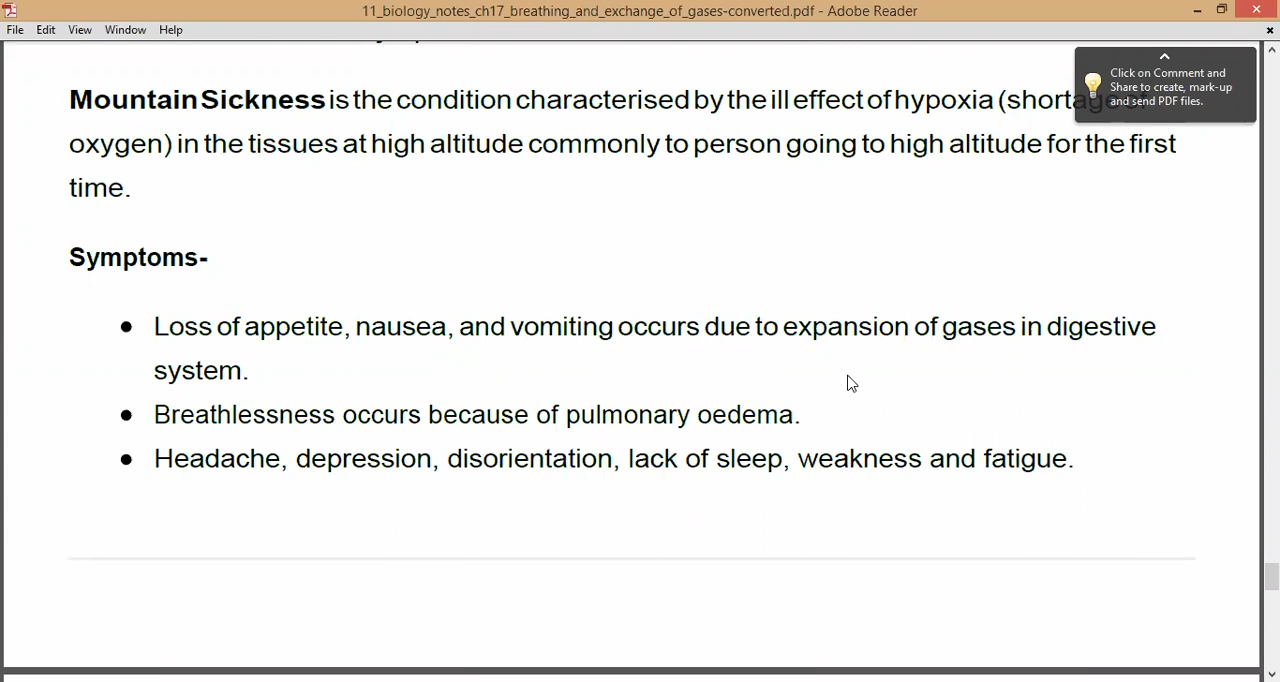 11_biology_notes_ch17_breathing_and_exchange_of_gases-converted.pdf - Adobe Reader
File Edit View Window Help
Click on Comment and
Share to create, mark-up
and send PDF files.
Mountain Sickness is the condition characterised by the ill effect of hypoxia (shortage of
oxygen) in the tissues at high altitude commonly to person going to high altitude for the first
time.
Symptoms-
● Loss of appetite, nausea, and vomiting occurs due to expansion of gases in digestive
system.
● Breathlessness occurs because of pulmonary oedema.
● Headache, depression, disorientation, lack of sleep, weakness and fatigue.